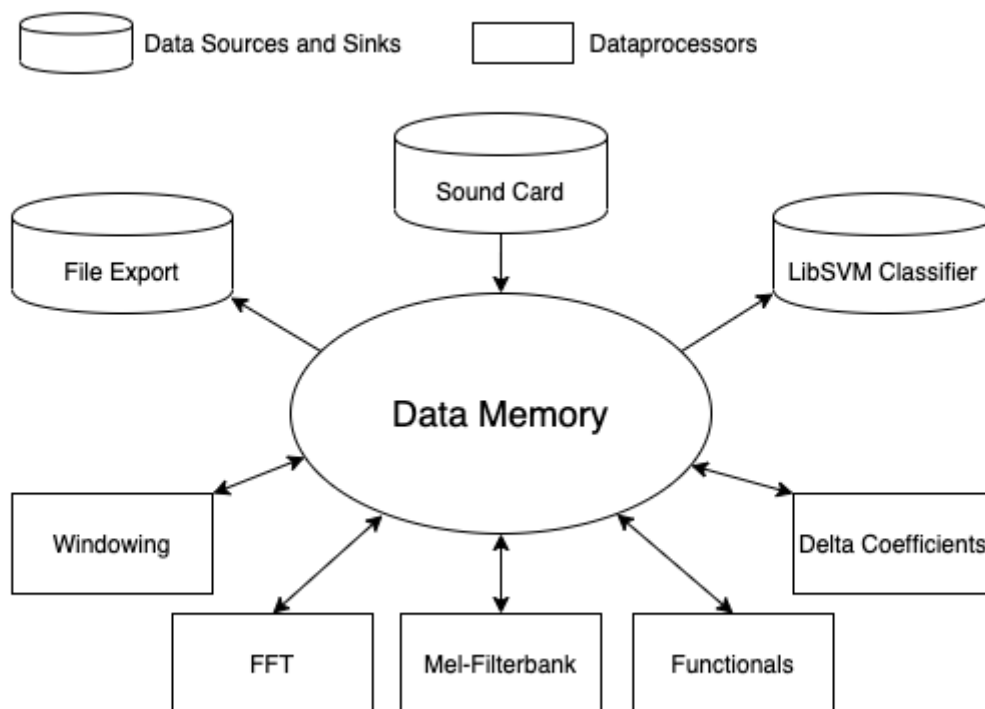 Data Sources and Sinks
Dataprocessors
Sound Card
File Export
LibSVM Classifier
Data Memory
Windowing
Delta Coefficients
FFT
Mel-Filterbank
Functionals